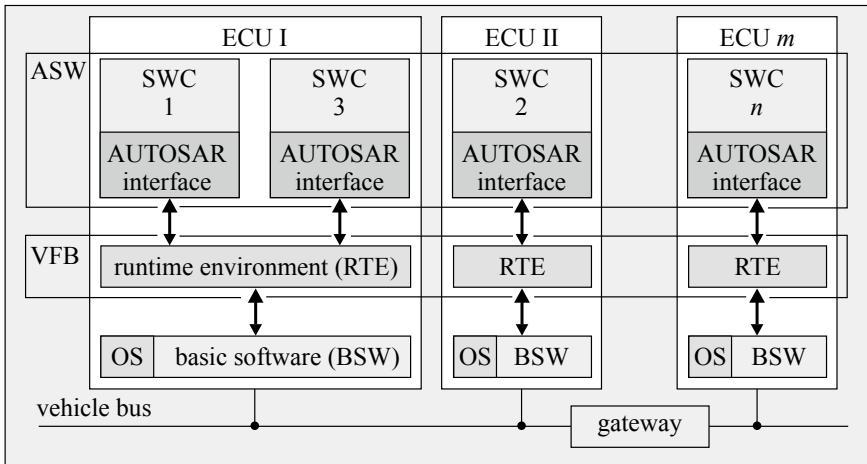 ECU I
ECU II
ECU m
ASW
SWC
1
SWC
3
SWC
2
SWC
n
AUTOSAR
interface
AUTOSAR
interface
AUTOSAR
interface
AUTOSAR
interface
VFB
runtime environment (RTE)
RTE
RTE
OS
basic software (BSW)
OS
BSW
OS
BSW
vehicle bus
gateway